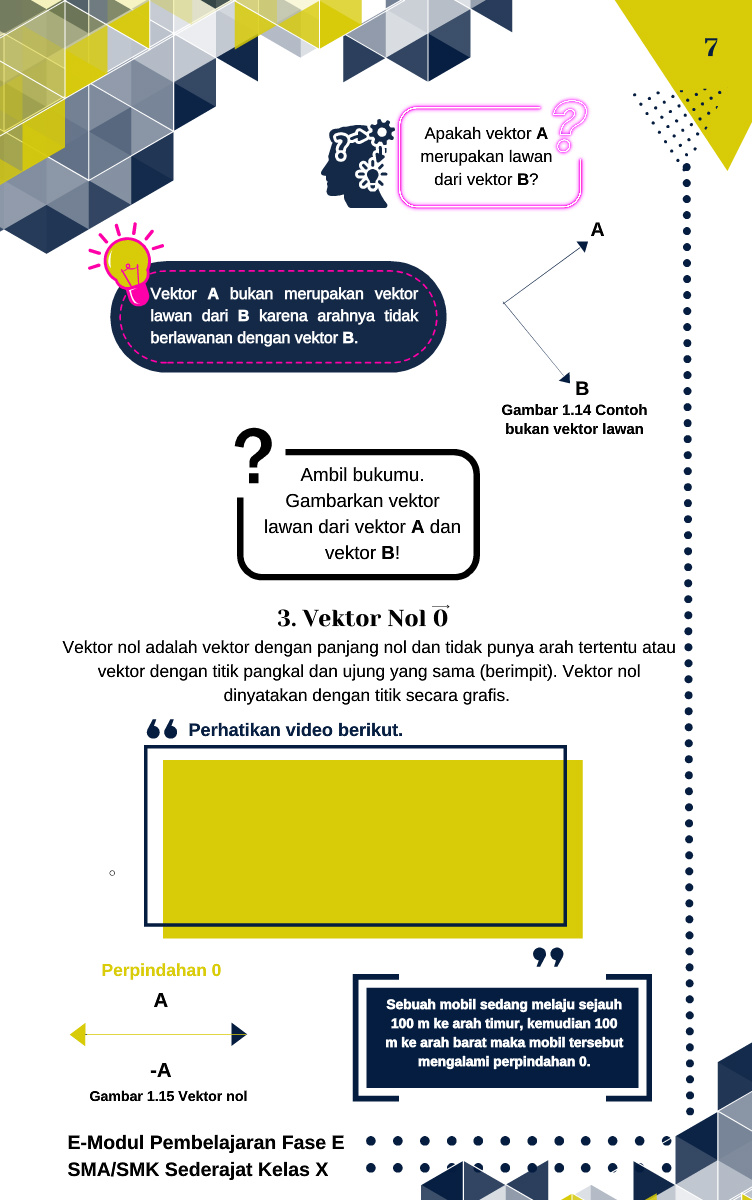 7
Apakah vektor A
merupakan lawan
dari vektor B?
A
Vektor A bukan merupakan vektor
lawan dari B karena arahnya tidak
berlawanan dengan vektor B.
B
Gambar 1.14 Contoh
bukan vektor lawan
?
Ambil bukumu.
Gambarkan vektor
lawan dari vektor A dan
vektor B!
3. Vektor Nol 0⃗
Vektor nol adalah vektor dengan panjang nol dan tidak punya arah tertentu atau
vektor dengan titik pangkal dan ujung yang sama (berimpit). Vektor nol
dinyatakan dengan titik secara grafis.
“ Perhatikan video berikut.
”
Perpindahan 0
A
-A
Gambar 1.15 Vektor nol
Sebuah mobil sedang melaju sejauh
100 m ke arah timur, kemudian 100
m ke arah barat maka mobil tersebut
mengalami perpindahan 0.
E-Modul Pembelajaran Fase E
SMA/SMK Sederajat Kelas X